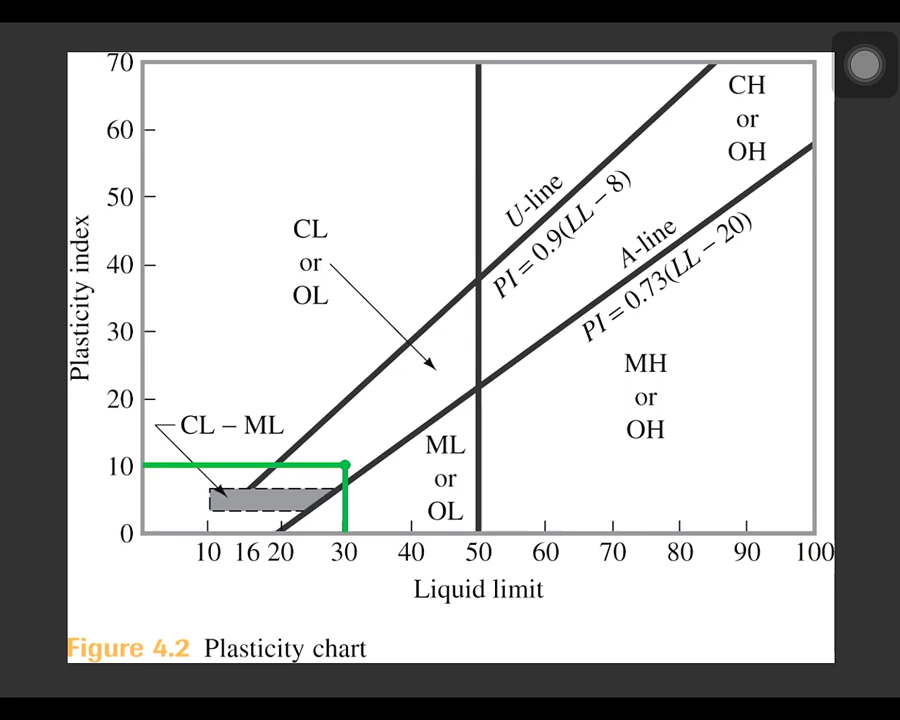 70
60
50
40
30
20
10
0
Plasticity index
CL
or
OL
CL – ML
U-line
PI = 0.9(LL – 8)
A-line
PI = 0.73(LL – 20)
CH
or
OH
MH
or
OH
ML
or
OL
10 16 20 30 40 50 60 70 80 90 100
Liquid limit
Figure 4.2 Plasticity chart